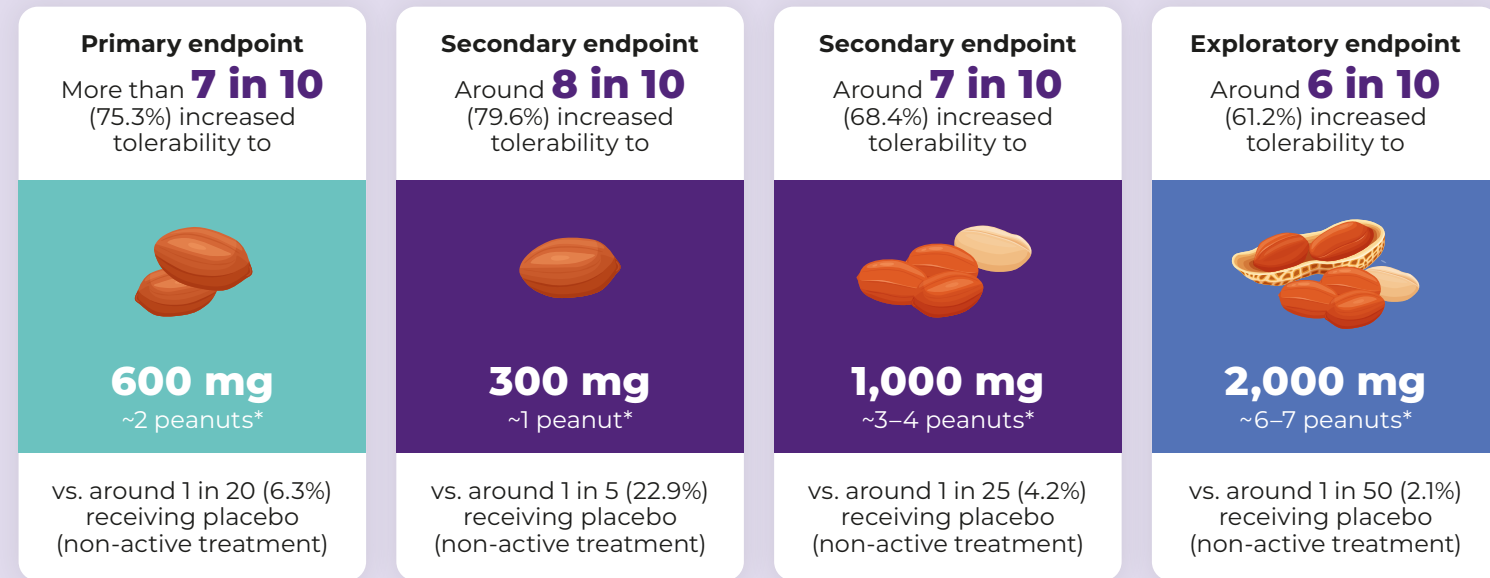 Primary endpoint
More than 7 in 10
(75.3%) increased
tolerability to
600 mg
~2 peanuts*
vs. around 1 in 20 (6.3%)
receiving placebo
(non-active treatment)
Secondary endpoint
Around 8 in 10
(79.6%) increased
tolerability to
300 mg
~1 peanut*
vs. around 1 in 5 (22.9%)
receiving placebo
(non-active treatment)
Secondary endpoint
Around 7 in 10
(68.4%) increased
tolerability to
1,000 mg
~3–4 peanuts*
vs. around 1 in 25 (4.2%)
receiving placebo
(non-active treatment)
Exploratory endpoint
Around 6 in 10
(61.2%) increased
tolerability to
2,000 mg
~6–7 peanuts*
vs. around 1 in 50 (2.1%)
receiving placebo
(non-active treatment)